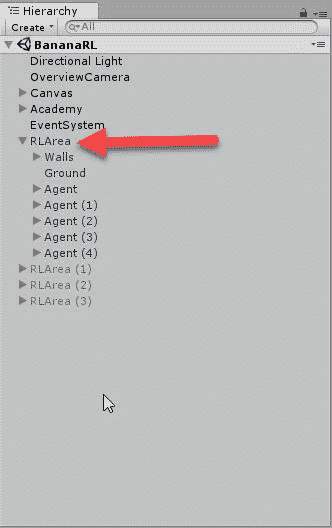 Hierarchy
Create All
BananaRL
Directional Light
OverviewCamera
Canvas
Academy
EventSystem
RLArea
Walls
Ground
Agent
Agent (1)
Agent (2)
Agent (3)
Agent (4)
RLArea (1)
RLArea (2)
RLArea (3)